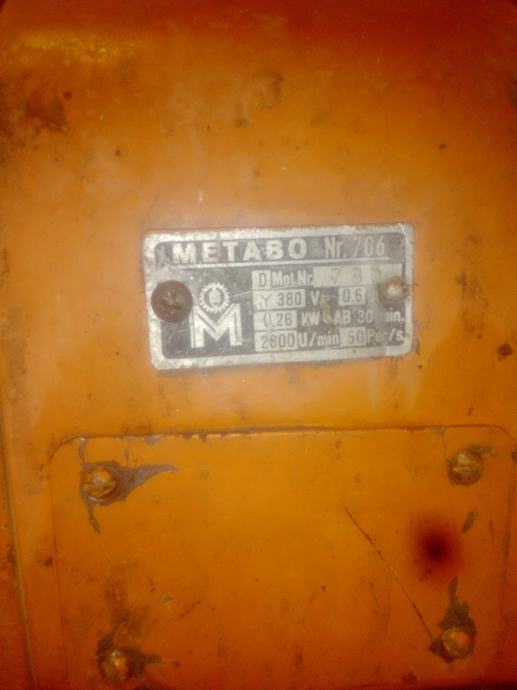 METABO Nr. 706
D Mot.Nr.
Y 380 V 0.6
M 0,26 KW AB 30 min.
2800 U/min 50 Per/s